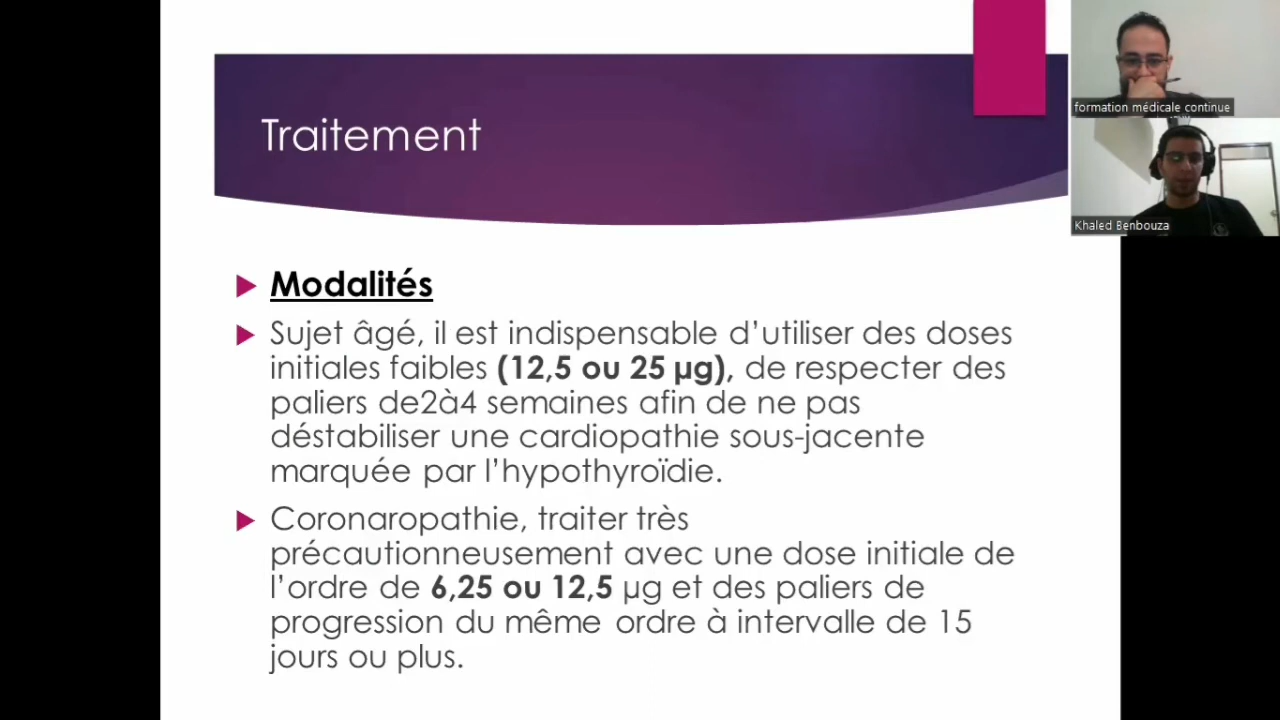 Traitement
Modalités
Sujet âgé, il est indispensable d’utiliser des doses
initiales faibles (12,5 ou 25 µg), de respecter des
paliers de2à4 semaines afin de ne pas
déstabiliser une cardiopathie sous-jacente
marquée par l’hypothyroïdie.
Coronaropathie, traiter très
précautionneusement avec une dose initiale de
l’ordre de 6,25 ou 12,5 µg et des paliers de
progression du même ordre à intervalle de 15
jours ou plus.
formation médicale continue
Khaled Benbouza